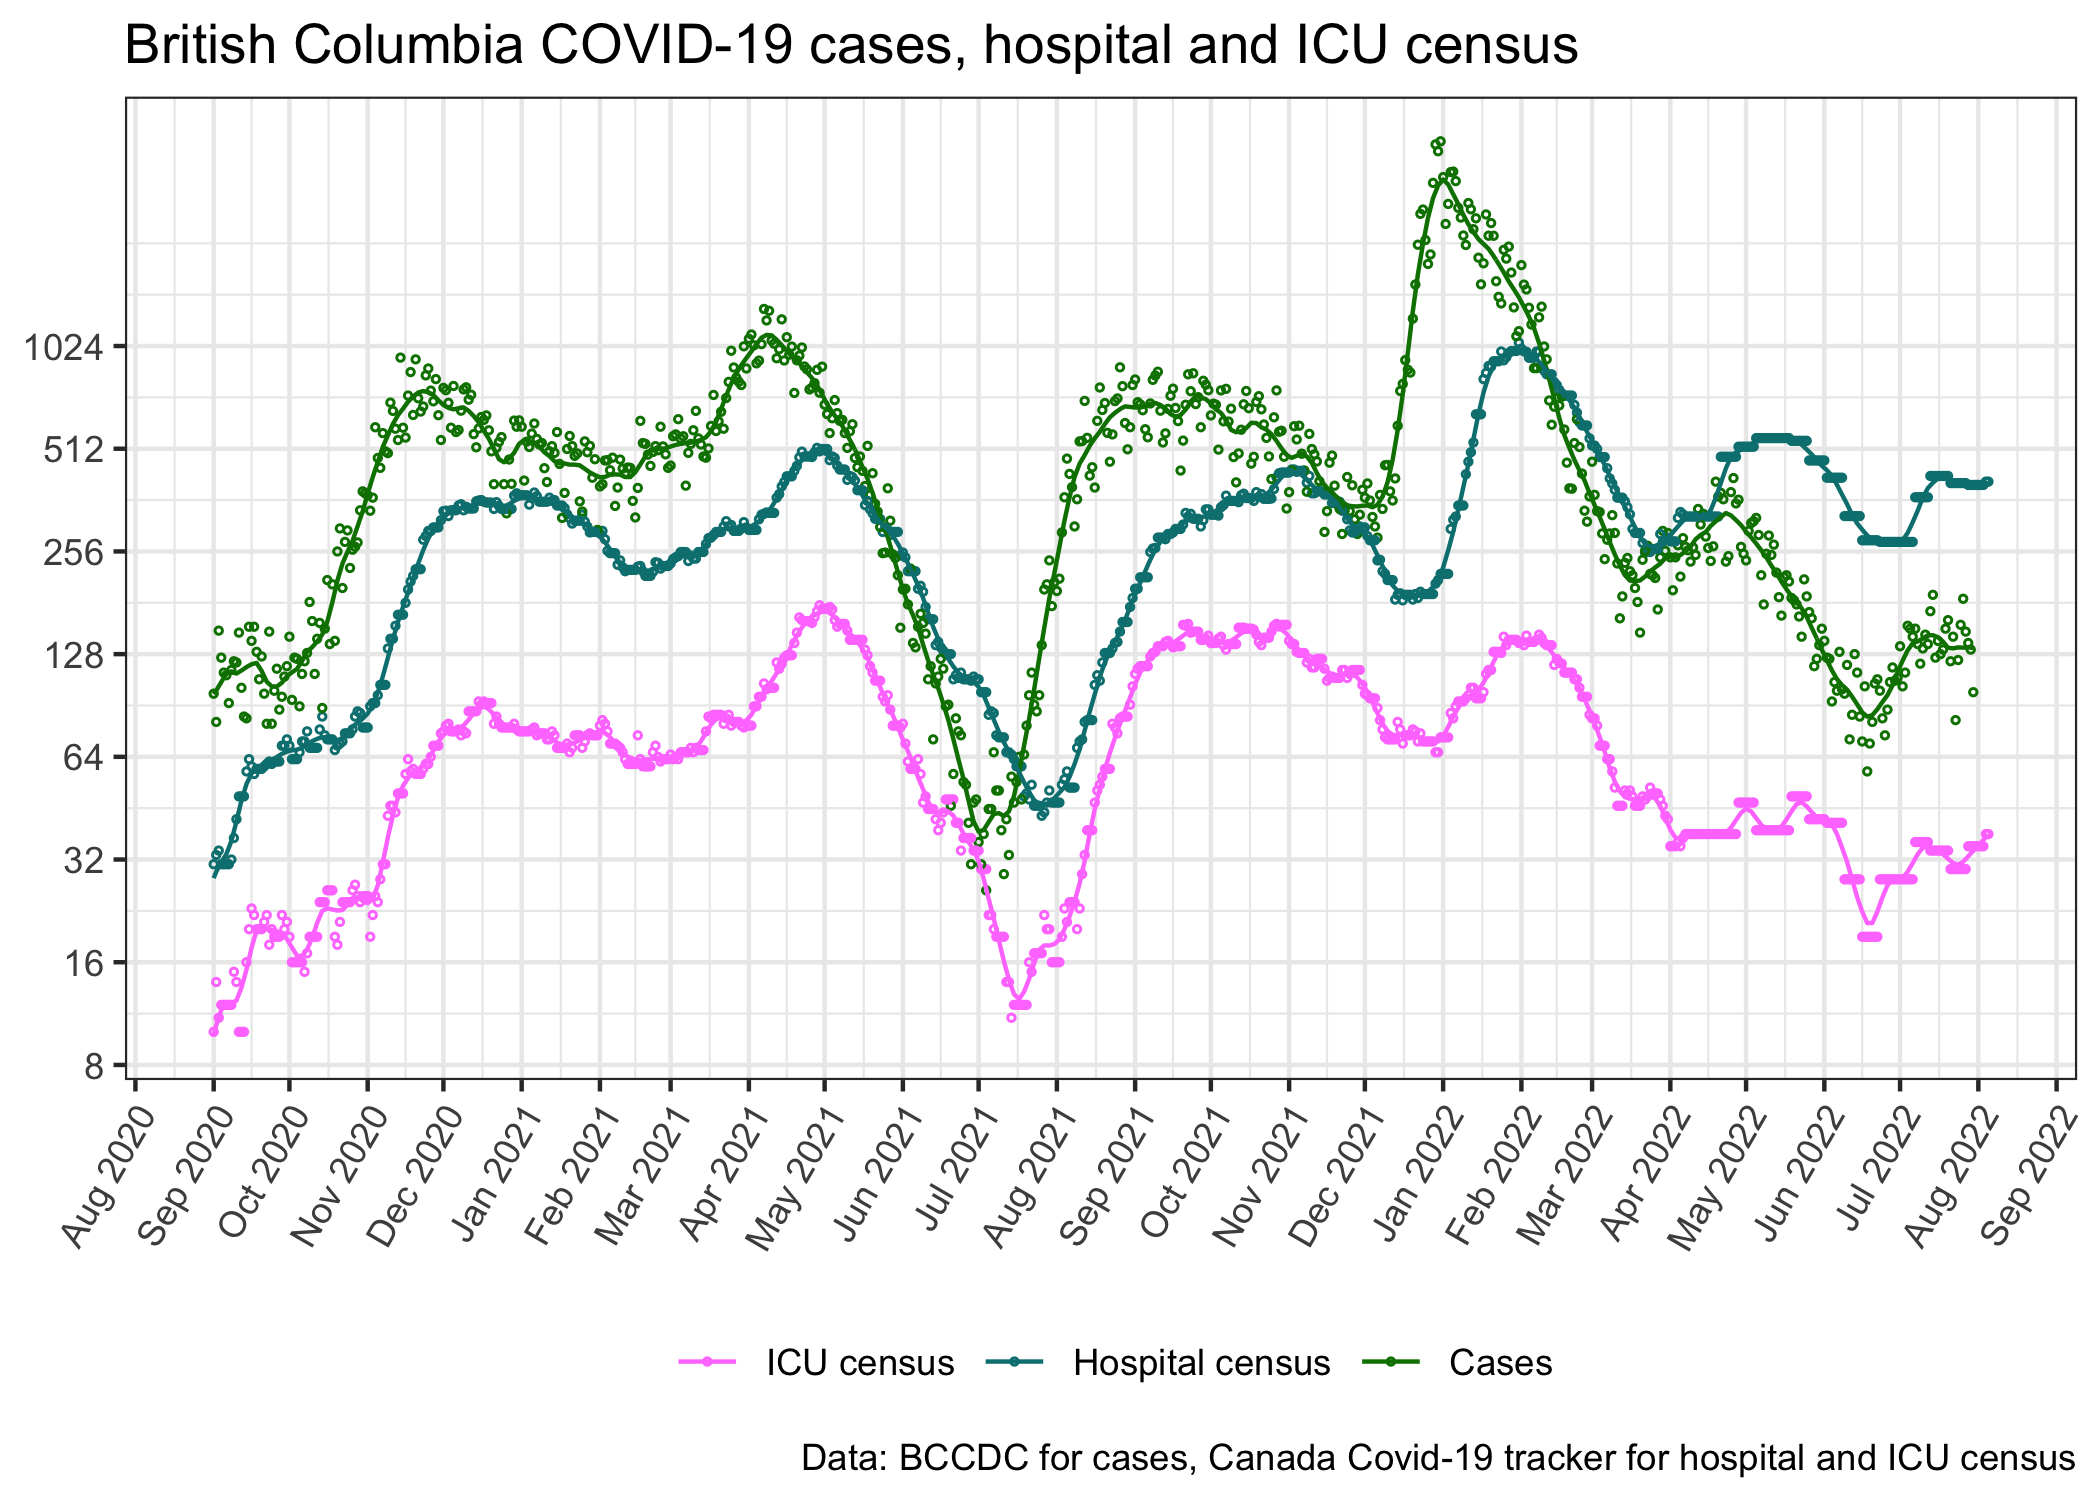 British Columbia COVID-19 cases, hospital and ICU census
1024
512
256
128
64
32
16
8
Aug 2020
Sep 2020
Oct 2020
Nov 2020
Dec 2020
Jan 2021
Feb 2021
Mar 2021
Apr 2021
May 2021
Jun 2021
Jul 2021
Aug 2021
Sep 2021
Oct 2021
Nov 2021
Dec 2021
Jan 2022
Feb 2022
Mar 2022
Apr 2022
May 2022
Jun 2022
Jul 2022
Aug 2022
Sep 2022
ICU census Hospital census Cases
Data: BCCDC for cases, Canada Covid-19 tracker for hospital and ICU census